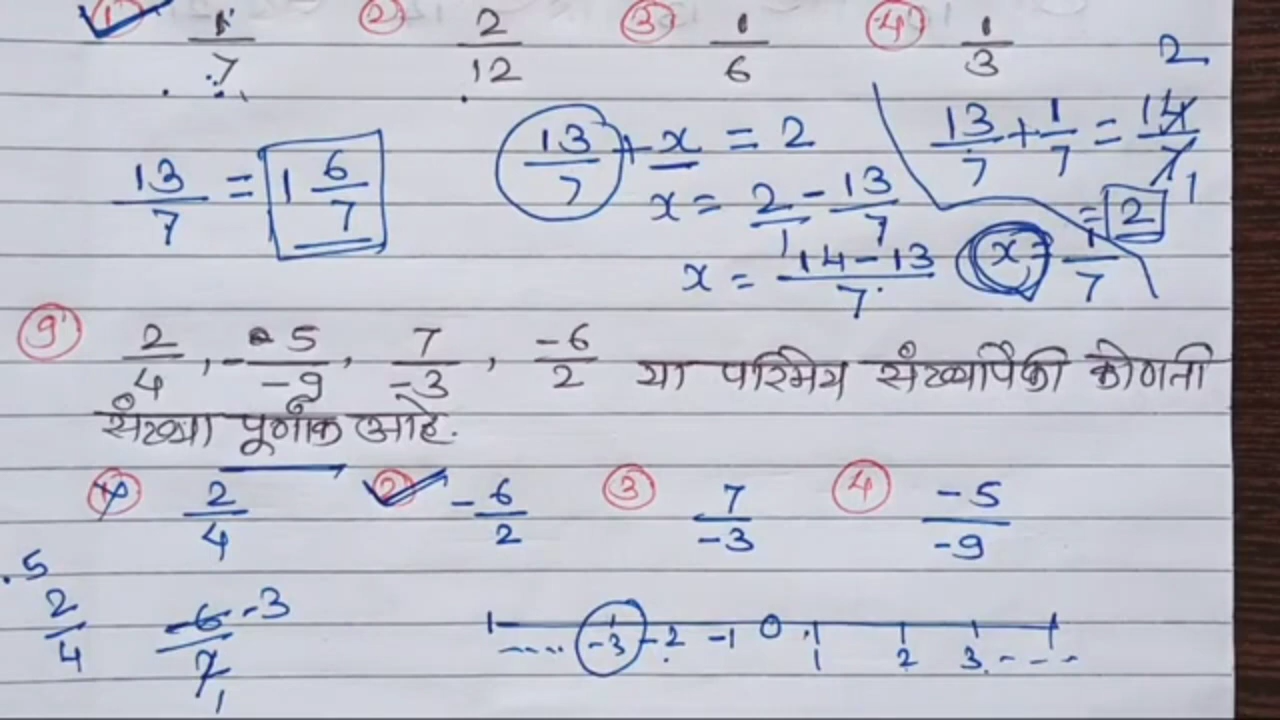 ① 1/7 ② 2/12 ③ 1/6 ④ 1/3
13/7 = 1 6/7
13/7 + x = 2
x = 2/1 - 13/7
x = 14-13/7
x = 1/7
13/7 + 1/7 = 14/7 2 1
= 2
9 2/4, -5/-9, 7/-3, -6/2 या परिमेय संख्यांपैकी कोणती
संख्या पूर्णांक आहे.
① 2/4 ② -6/2 ③ 7/-3 ④ -5/-9
.5
2/4 -6/2 -3 1
.... -3 -2 -1 0 1 2 3 ----